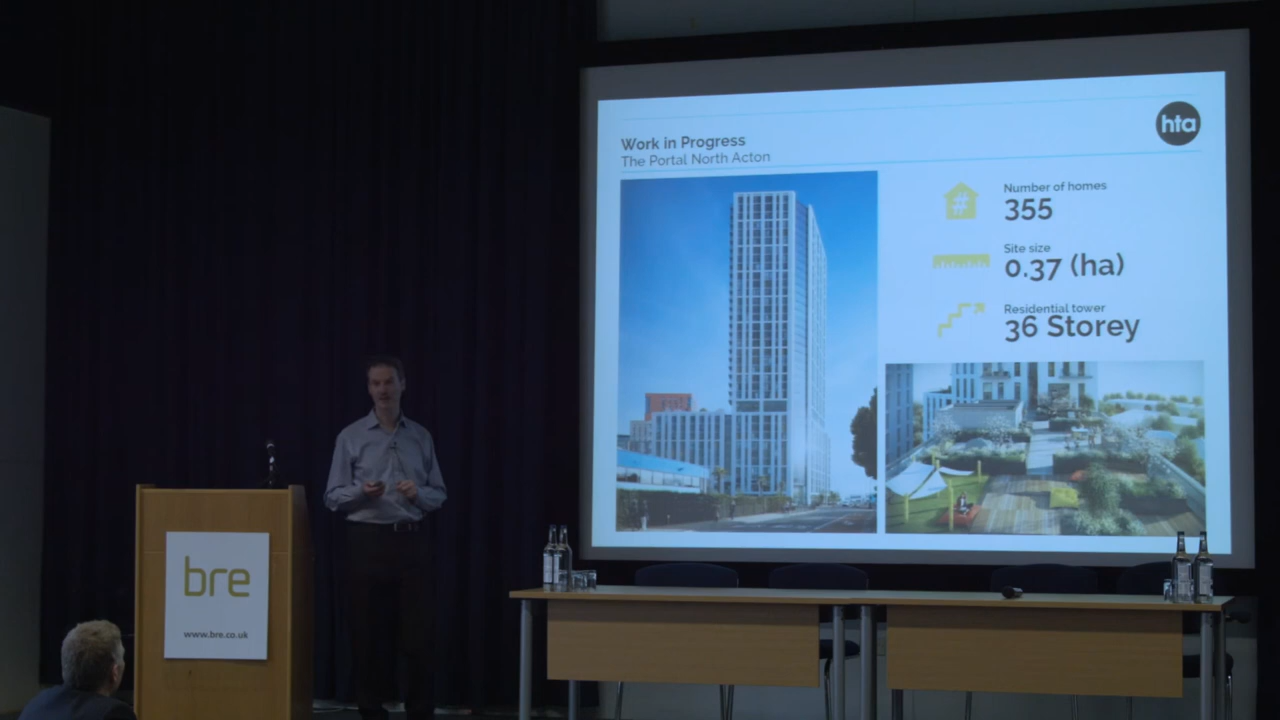 Work in Progress
The Portal North Acton
hta
Number of homes
#
355
Site size
0.37 (ha)
Residential tower
36 Storey
bre
www.bre.co.uk